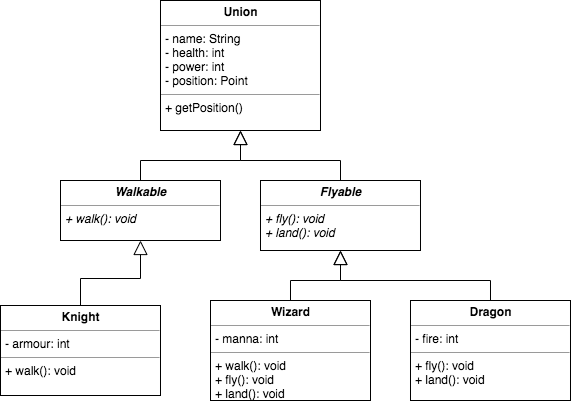 Union
- name: String
- health: int
- power: int
- position: Point
+ getPosition()
Walkable
+ walk(): void
Flyable
+ fly(): void
+ land(): void
Knight
- armour: int
+ walk(): void
Wizard
- manna: int
+ walk(): void
+ fly(): void
+ land(): void
Dragon
- fire: int
+ fly(): void
+ land(): void